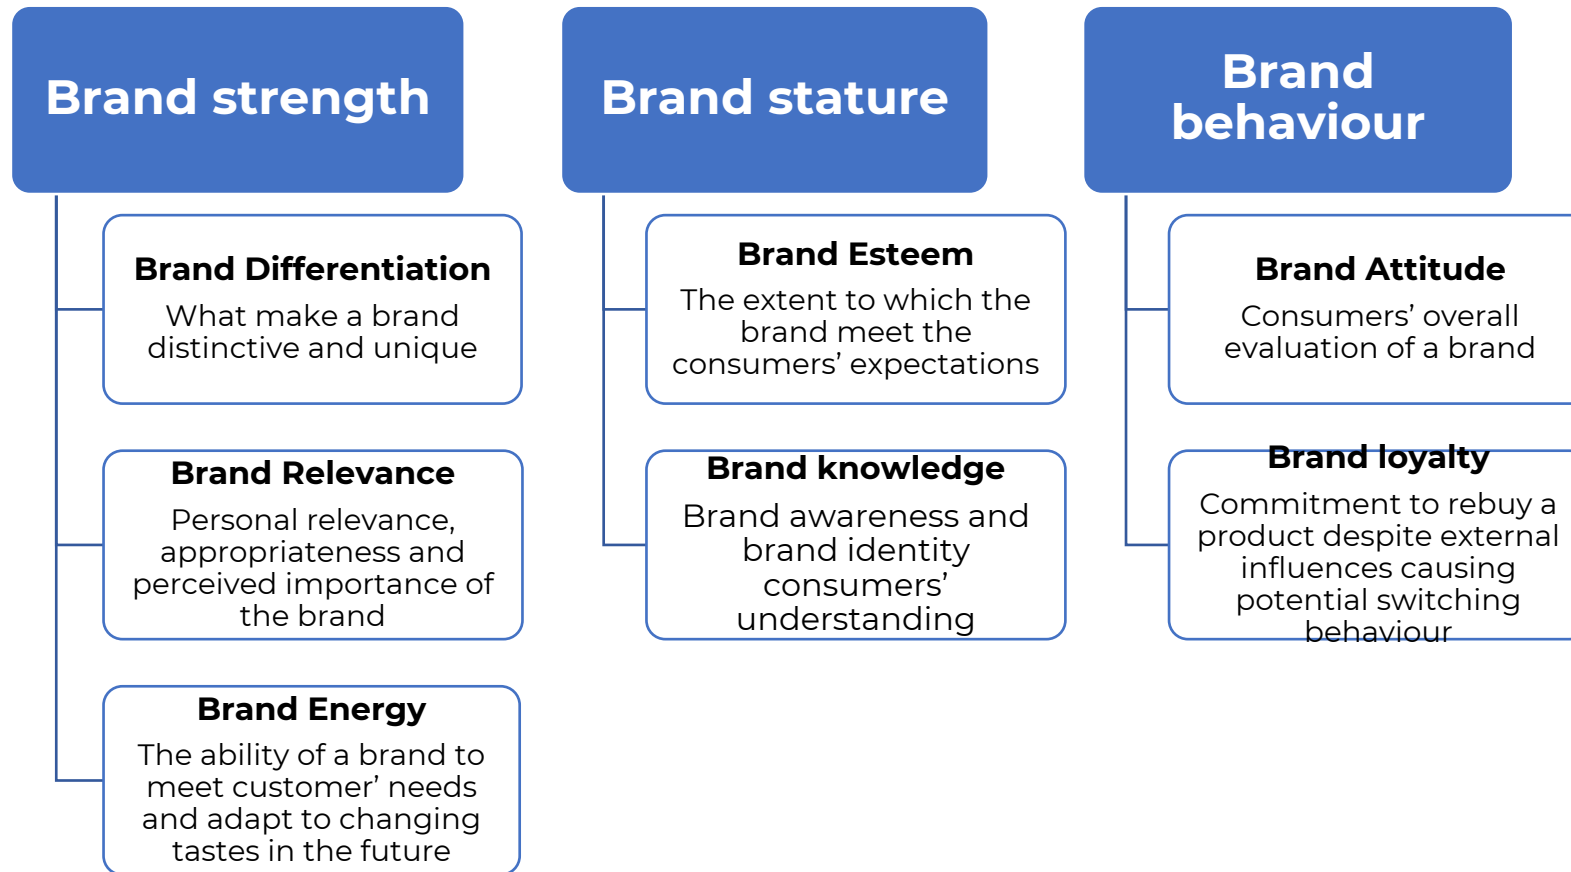 Brand strength
Brand Differentiation
What make a brand
distinctive and unique
Brand Relevance
Personal relevance,
appropriateness and
perceived importance of
the brand
Brand Energy
The ability of a brand to
meet customer’ needs
and adapt to changing
tastes in the future
Brand stature
Brand Esteem
The extent to which the
brand meet the
consumers’ expectations
Brand knowledge
Brand awareness and
brand identity
consumers’
understanding
Brand
behaviour
Brand Attitude
Consumers’ overall
evaluation of a brand
Brand loyalty
Commitment to rebuy a
product despite external
influences causing
potential switching
behaviour